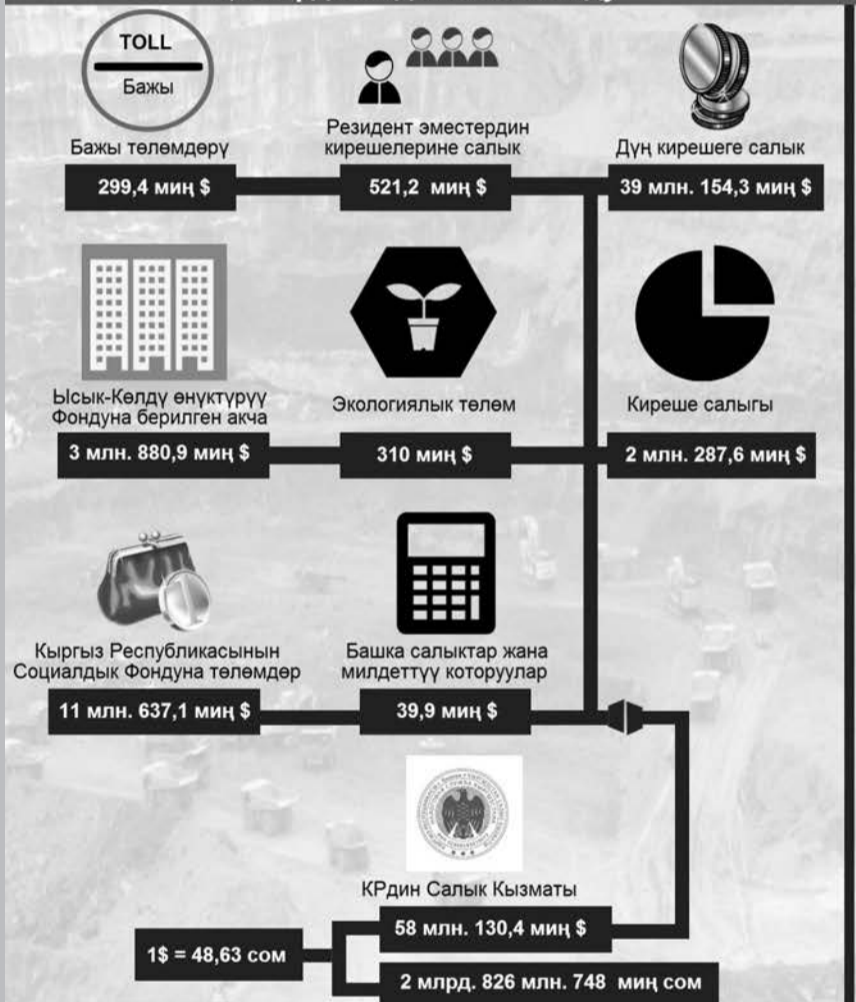 TOLL
Бажы
Бажы төлөмдөрү
299,4 миң $
Резидент эместердин
кирешелерине салык
521,2 миң $
Дүң кирешеге салык
39 млн. 154,3 миң $
Ысык-Көлдү өнүктүрүү
Фондуна берилген акча
3 млн. 880,9 миң $
Экологиялык төлөм
310 миң $
Киреше салыгы
2 млн. 287,6 миң $
Кыргыз Республикасынын
Социалдык Фондуна төлөмдөр
11 млн. 637,1 миң $
Башка салыктар жана
милдеттүү которуулар
39,9 миң $
КРдин Салык Кызматы
58 млн. 130,4 миң $
1$ = 48,63 сом
2 млрд. 826 млн. 748 миң сом